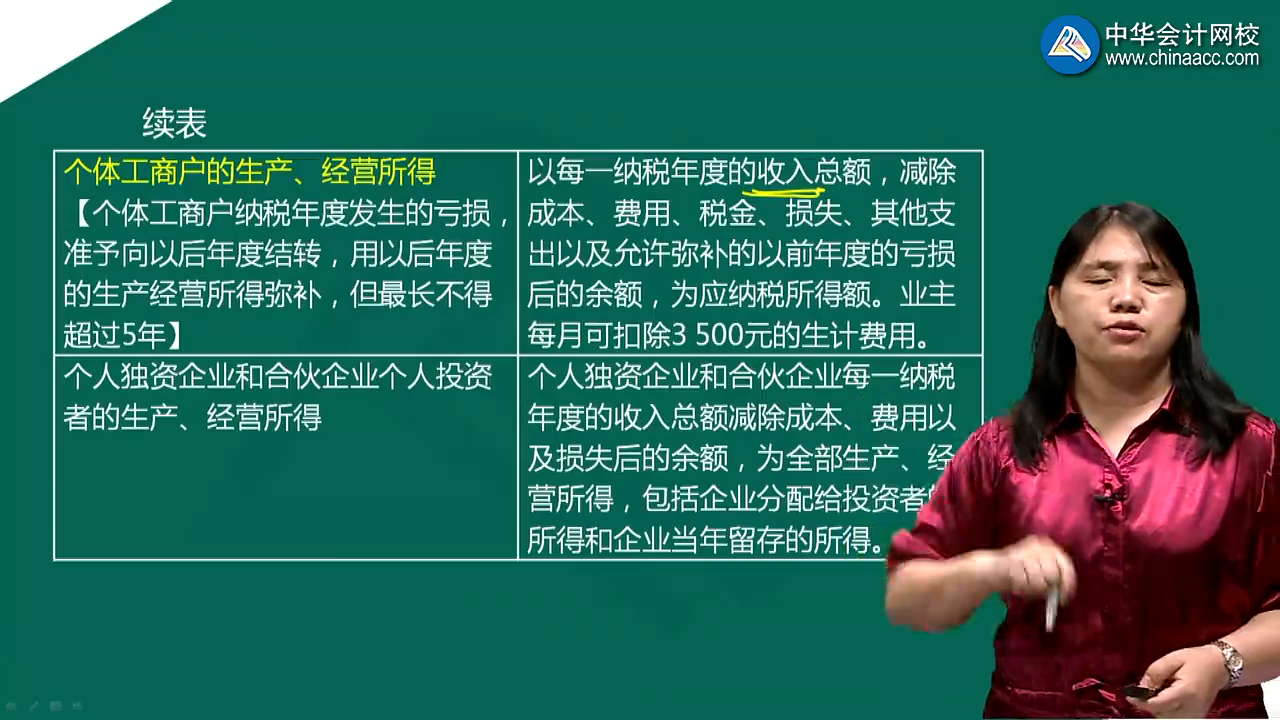 中华会计网校
www.chinaacc.com
续表
个体工商户的生产、经营所得
【个体工商户纳税年度发生的亏损，
准予向以后年度结转，用以后年度
的生产经营所得弥补，但最长不得
超过5年】
以每一纳税年度的收入总额，减除
成本、费用、税金、损失、其他支
出以及允许弥补的以前年度的亏损
后的余额，为应纳税所得额。业主
每月可扣除3 500元的生计费用。
个人独资企业和合伙企业个人投资
者的生产、经营所得
个人独资企业和合伙企业每一纳税
年度的收入总额减除成本、费用以
及损失后的余额，为全部生产、经
营所得，包括企业分配给投资者
所得和企业当年留存的所得。